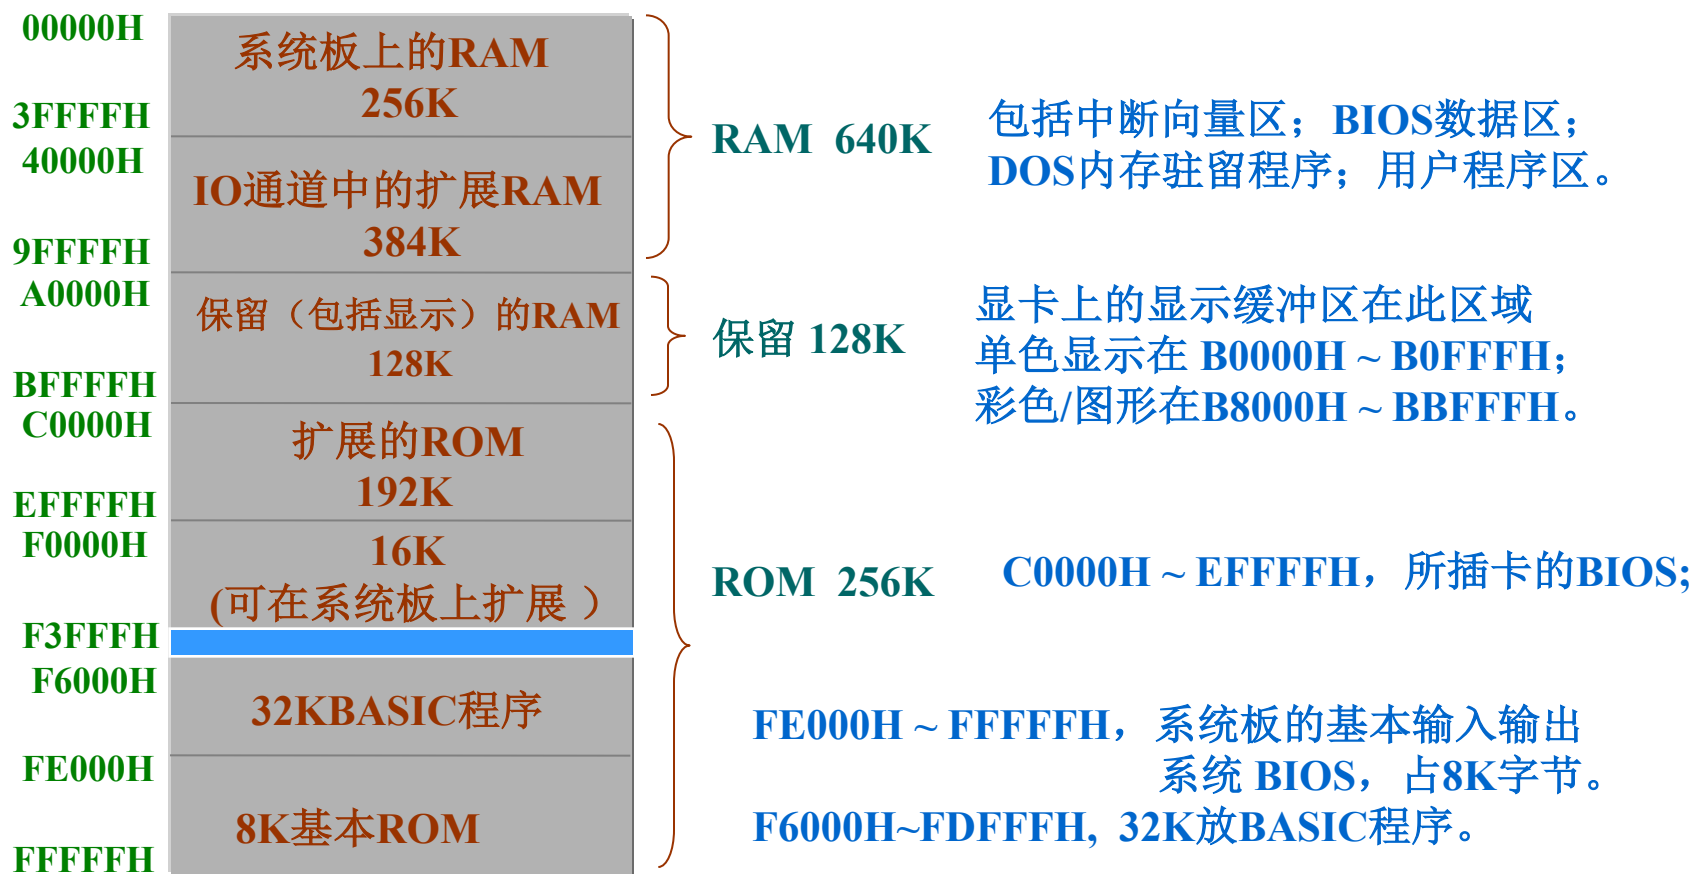 00000H
系统板上的RAM
256K
3FFFFH
40000H
IO通道中的扩展RAM
384K
9FFFFH
A0000H
保留（包括显示）的RAM
128K
BFFFFH
C0000H
扩展的ROM
192K
EFFFFH
F0000H
16K
(可在系统板上扩展 ）
F3FFFH
F6000H
32KBASIC程序
FE000H
8K基本ROM
FFFFFH
RAM 640K
包括中断向量区；BIOS数据区；
DOS内存驻留程序；用户程序区。
保留 128K
显卡上的显示缓冲区在此区域
单色显示在 B0000H ~ B0FFFH；
彩色/图形在B8000H ~ BBFFFH。
ROM 256K
C0000H ~ EFFFFH，所插卡的BIOS;
FE000H ~ FFFFFH，系统板的基本输入输出
系统 BIOS，占8K字节。
F6000H~FDFFFH, 32K放BASIC程序。